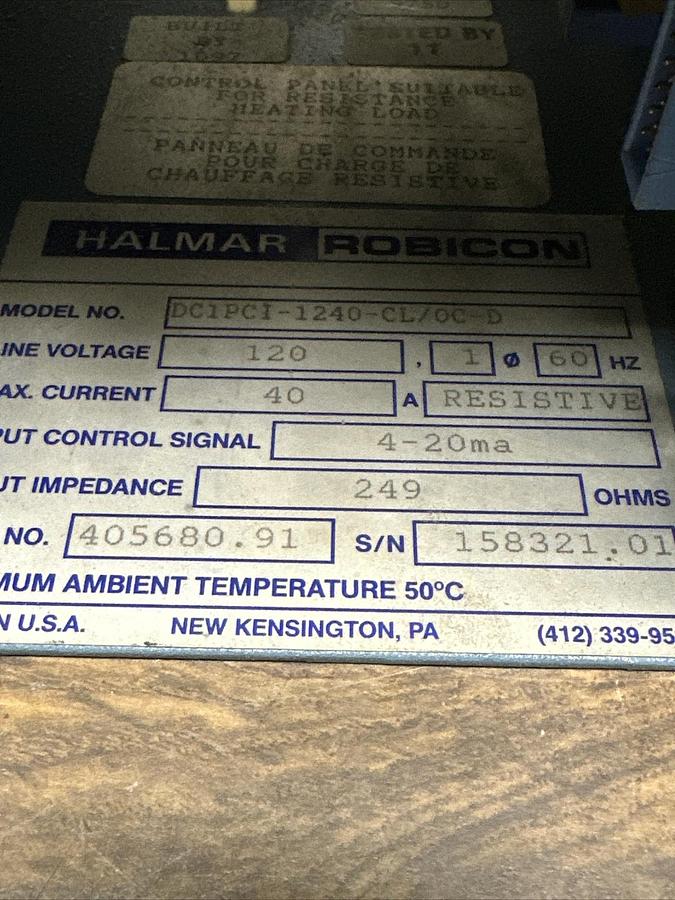 BUILT
BY
TESTED BY
17
CONTROL PANEL SUITABLE
FOR RESISTANCE
HEATING LOAD
PANNEAU DE COMMANDE
POUR CHARGE DE
CHAUFFAGE RESISTIVE
HALMAR ROBICON
MODEL NO. DC1PCI-1240-CL/OC-D
INE VOLTAGE 120 , 1 Ø 60 HZ
AX. CURRENT 40 A RESISTIVE
PUT CONTROL SIGNAL 4-20ma
UT IMPEDANCE 249 OHMS
NO. 405680.91 S/N 158321.01
MUM AMBIENT TEMPERATURE 50°C
N U.S.A. NEW KENSINGTON, PA (412) 339-95